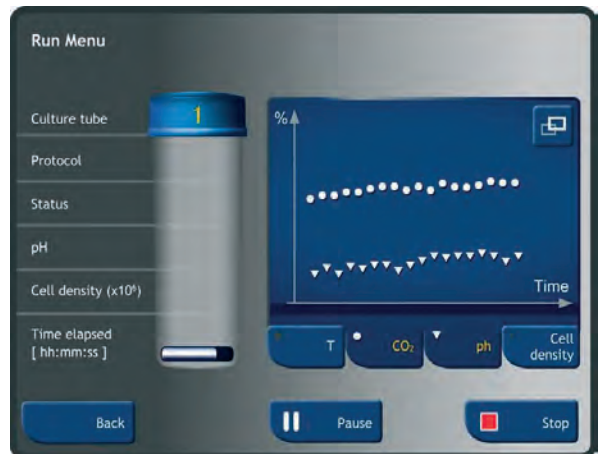 Run Menu
Culture tube
1
Protocol
Status
pH
Cell density (x10⁶)
Time elapsed
[ hh:mm:ss ]
%
Time
T
CO₂
ph
Cell
density
Back
Pause
Stop